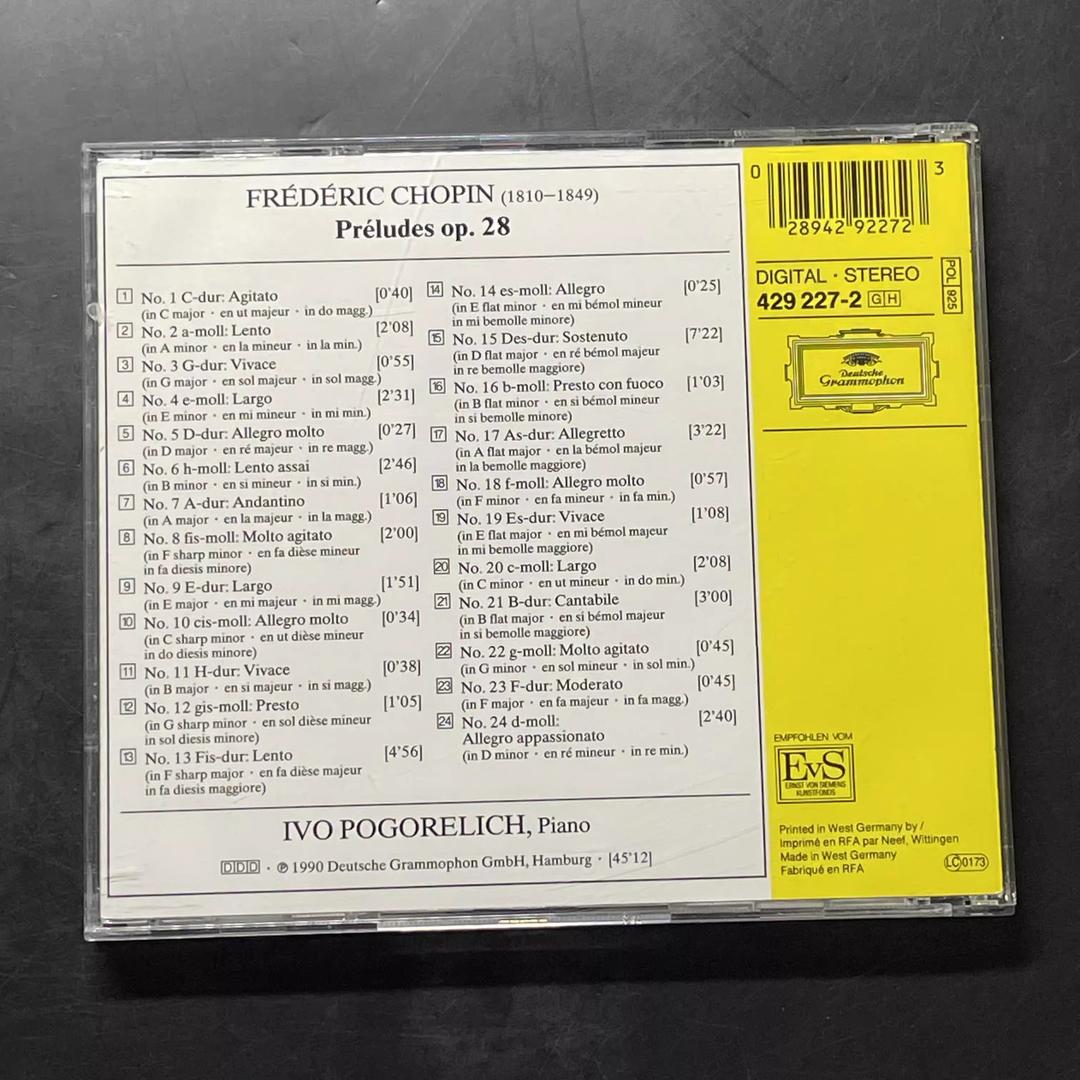 FRÉDÉRIC CHOPIN (1810–1849)
Préludes op. 28
1 No. 1 C-dur: Agitato [0'40]
(in C major · en ut majeur · in do magg.)
2 No. 2 a-moll: Lento [2'08]
(in A minor · en la mineur · in la min.)
3 No. 3 G-dur: Vivace [0'55]
(in G major · en sol majeur · in sol magg.)
4 No. 4 e-moll: Largo [2'31]
(in E minor · en mi mineur · in mi min.)
5 No. 5 D-dur: Allegro molto [0'27]
(in D major · en ré majeur · in re magg.)
6 No. 6 h-moll: Lento assai [2'46]
(in B minor · en si mineur · in si min.)
7 No. 7 A-dur: Andantino [1'06]
(in A major · en la majeur · in la magg.)
8 No. 8 fis-moll: Molto agitato [2'00]
(in F sharp minor · en fa dièse mineur
in fa diesis minore)
9 No. 9 E-dur: Largo [1'51]
(in E major · en mi majeur · in mi magg.)
10 No. 10 cis-moll: Allegro molto [0'34]
(in C sharp minor · en ut dièse mineur
in do diesis minore)
11 No. 11 H-dur: Vivace [0'38]
(in B major · en si majeur · in si magg.)
12 No. 12 gis-moll: Presto [1'05]
(in G sharp minor · en sol dièse mineur
in sol diesis minore)
13 No. 13 Fis-dur: Lento [4'56]
(in F sharp major · en fa dièse majeur
in fa diesis maggiore)
14 No. 14 es-moll: Allegro [0'25]
(in E flat minor · en mi bémol mineur
in mi bemolle minore)
15 No. 15 Des-dur: Sostenuto [7'22]
(in D flat major · en ré bémol majeur
in re bemolle maggiore)
16 No. 16 b-moll: Presto con fuoco [1'03]
(in B flat minor · en si bémol mineur
in si bemolle minore)
17 No. 17 As-dur: Allegretto [3'22]
(in A flat major · en la bémol majeur
in la bemolle maggiore)
18 No. 18 f-moll: Allegro molto [0'57]
(in F minor · en fa mineur · in fa min.)
19 No. 19 Es-dur: Vivace [1'08]
(in E flat major · en mi bémol majeur
in mi bemolle maggiore)
20 No. 20 c-moll: Largo [2'08]
(in C minor · en ut mineur · in do min.)
21 No. 21 B-dur: Cantabile [3'00]
(in B flat major · en si bémol majeur
in si bemolle maggiore)
22 No. 22 g-moll: Molto agitato [0'45]
(in G minor · en sol mineur · in sol min.)
23 No. 23 F-dur: Moderato [0'45]
(in F major · en fa majeur · in fa magg.)
24 No. 24 d-moll: [2'40]
Allegro appassionato
(in D minor · en ré mineur · in re min.)
IVO POGORELICH, Piano
DDD · ℗ 1990 Deutsche Grammophon GmbH, Hamburg · [45'12]
0 28942 92272 3
DIGITAL · STEREO
429 227-2 GH
POL 925
Deutsche
Grammophon
EMPFOHLEN VOM
EvS
ERNST VON SIEMENS
KUNSTFONDS
Printed in West Germany by /
Imprimé en RFA par Neef, Wittingen
Made in West Germany
Fabriqué en RFA
LC 0173